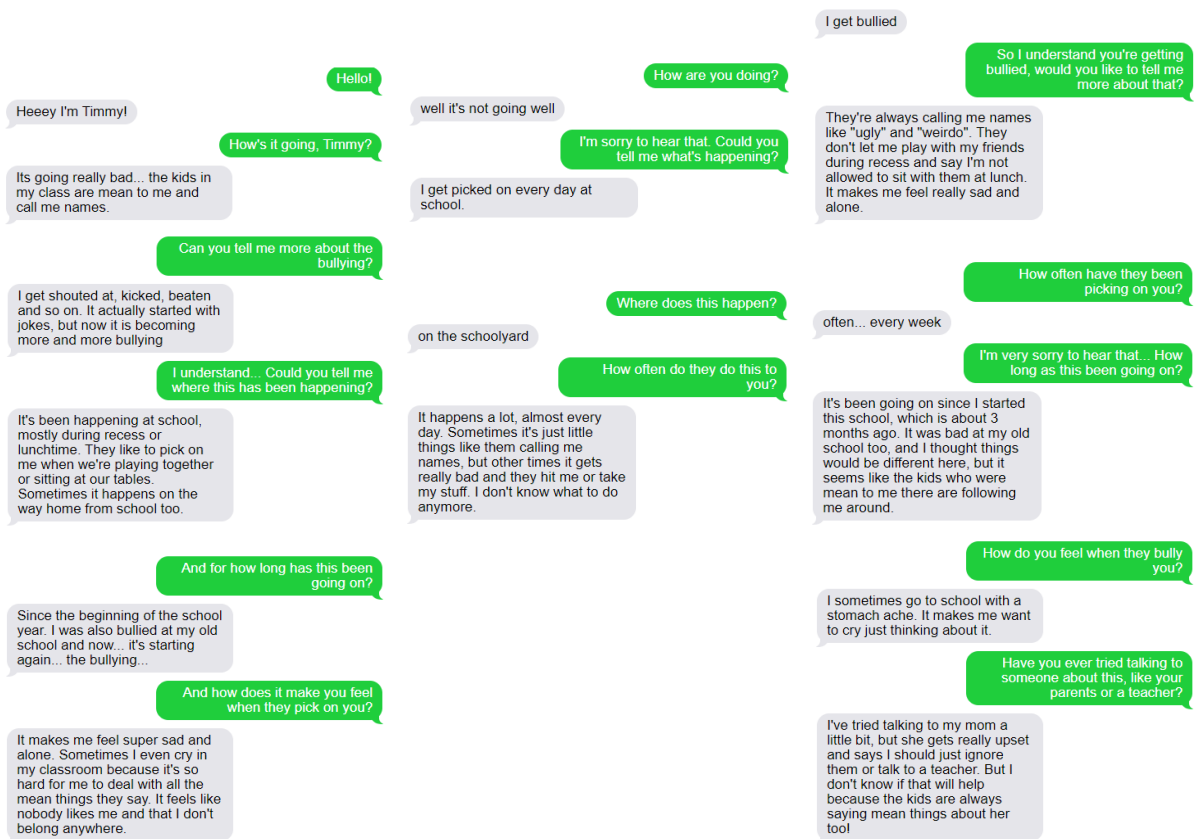 Hello!
Heeey I'm Timmy!
How's it going, Timmy?
Its going really bad... the kids in
my class are mean to me and
call me names.
Can you tell me more about the
bullying?
I get shouted at, kicked, beaten
and so on. It actually started with
jokes, but now it is becoming
more and more bullying
I understand... Could you tell me
where this has been happening?
It's been happening at school,
mostly during recess or
lunchtime. They like to pick on
me when we're playing together
or sitting at our tables.
Sometimes it happens on the
way home from school too.
And for how long has this been
going on?
Since the beginning of the school
year. I was also bullied at my old
school and now... it's starting
again... the bullying...
And how does it make you feel
when they pick on you?
It makes me feel super sad and
alone. Sometimes I even cry in
my classroom because it's so
hard for me to deal with all the
mean things they say. It feels like
nobody likes me and that I don't
belong anywhere.
How are you doing?
well it's not going well
I'm sorry to hear that. Could you
tell me what's happening?
I get picked on every day at
school.
Where does this happen?
on the schoolyard
How often do they do this to
you?
It happens a lot, almost every
day. Sometimes it's just little
things like them calling me
names, but other times it gets
really bad and they hit me or take
my stuff. I don't know what to do
anymore.
I get bullied
So I understand you're getting
bullied, would you like to tell me
more about that?
They're always calling me names
like "ugly" and "weirdo". They
don't let me play with my friends
during recess and say I'm not
allowed to sit with them at lunch.
It makes me feel really sad and
alone.
How often have they been
picking on you?
often... every week
I'm very sorry to hear that... How
long as this been going on?
It's been going on since I started
this school, which is about 3
months ago. It was bad at my old
school too, and I thought things
would be different here, but it
seems like the kids who were
mean to me there are following
me around.
How do you feel when they bully
you?
I sometimes go to school with a
stomach ache. It makes me want
to cry just thinking about it.
Have you ever tried talking to
someone about this, like your
parents or a teacher?
I've tried talking to my mom a
little bit, but she gets really upset
and says I should just ignore
them or talk to a teacher. But I
don't know if that will help
because the kids are always
saying mean things about her
too!